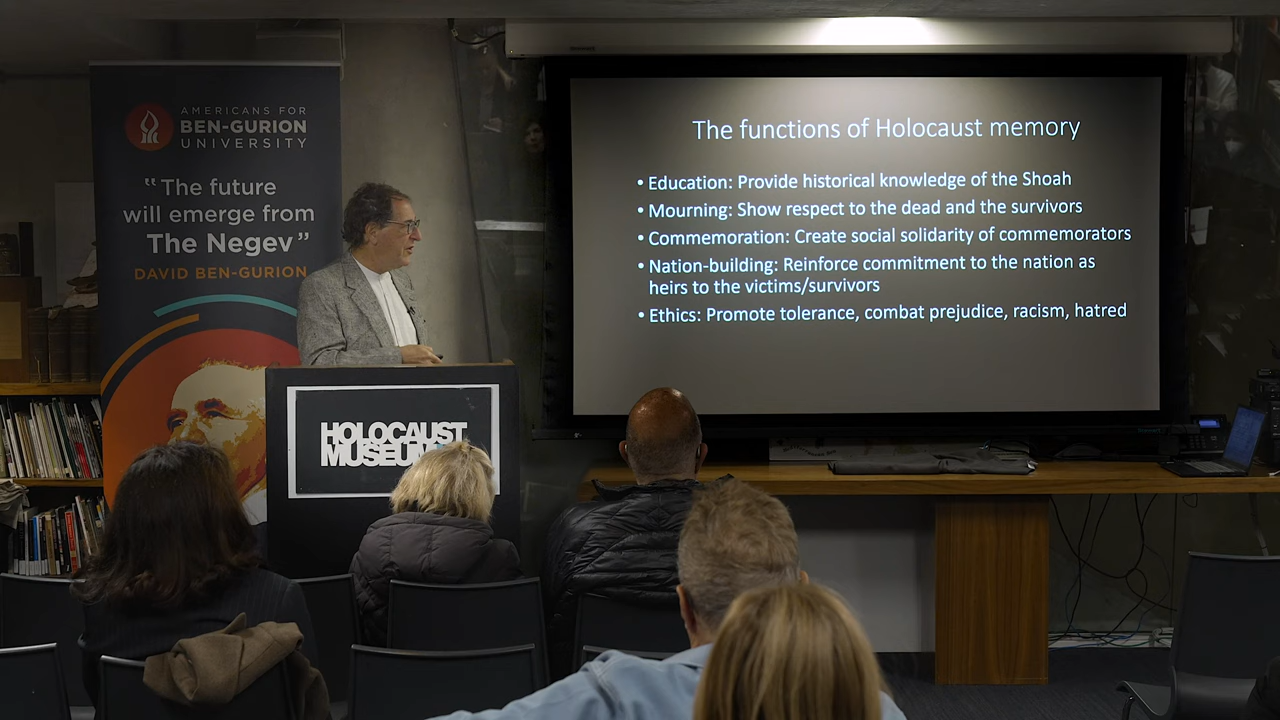 AMERICANS FOR
BEN-GURION
UNIVERSITY
"The future
will emerge from
The Negev"
DAVID BEN-GURION
HOLOCAUST
MUSEUM
The functions of Holocaust memory
• Education: Provide historical knowledge of the Shoah
• Mourning: Show respect to the dead and the survivors
• Commemoration: Create social solidarity of commemorators
• Nation-building: Reinforce commitment to the nation as
heirs to the victims/survivors
• Ethics: Promote tolerance, combat prejudice, racism, hatred